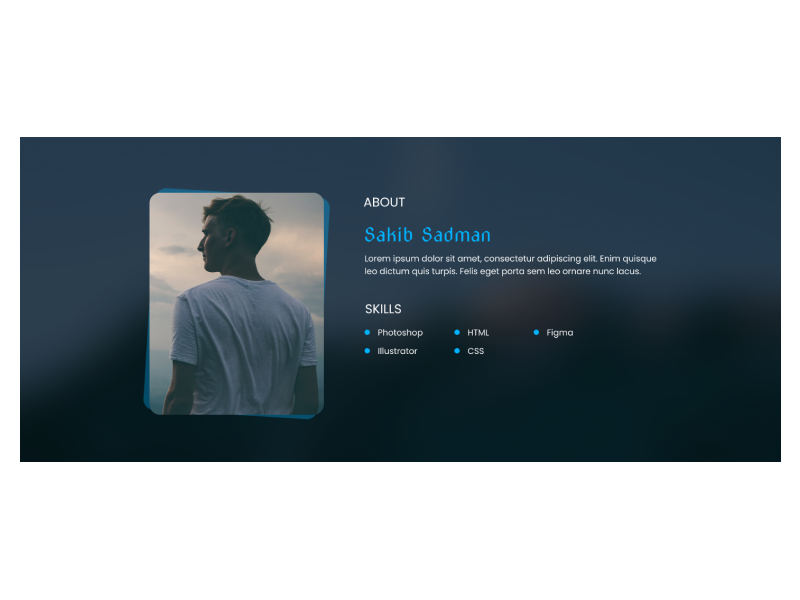 ABOUT
Sakib Sadman
Lorem ipsum dolor sit amet, consectetur adipiscing elit. Enim quisque
leo dictum quis turpis. Felis eget porta sem leo ornare nunc lacus.
SKILLS
Photoshop HTML Figma
Illustrator CSS